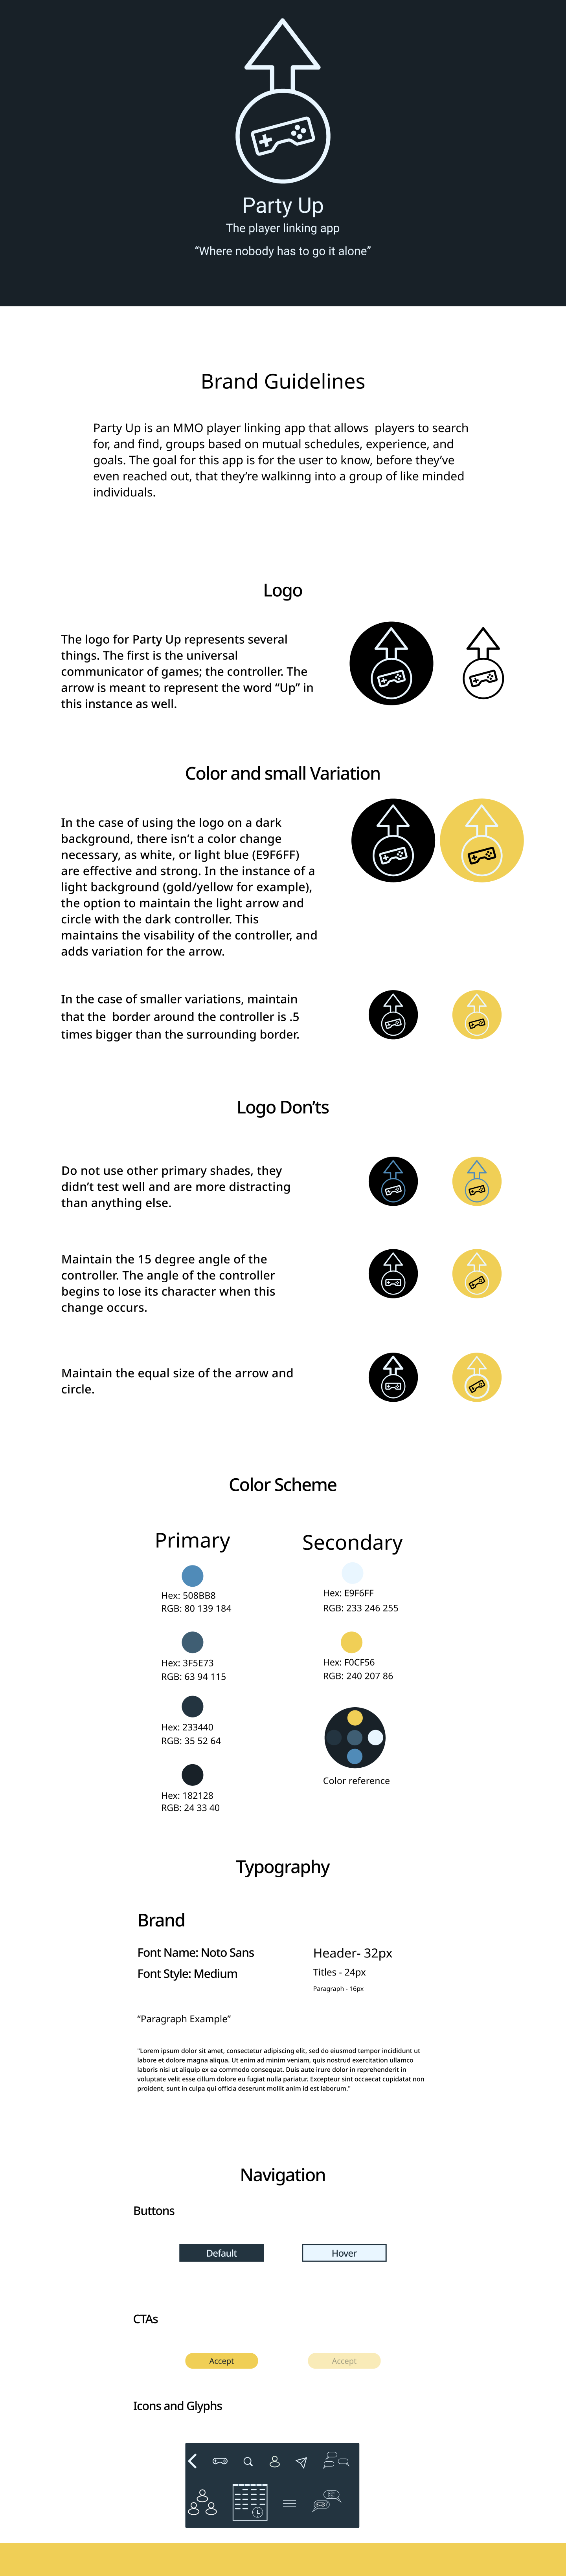 Party Up
The player linking app
“Where nobody has to go it alone”
Brand Guidelines
Party Up is an MMO player linking app that allows players to search
for, and find, groups based on mutual schedules, experience, and
goals. The goal for this app is for the user to know, before they’ve
even reached out, that they’re walknig into a group of like minded
individuals.
Logo
The logo for Party Up represents several
things. The first is the universal
communicator of games; the controller. The
arrow is meant to represent the word “Up” in
this instance as well.
Color and small Variation
In the case of using the logo on a dark
background, there isn’t a color change
necessary, as white, or light blue (E9F6FF)
are effective and strong. In the instance of a
light background (gold/yellow for example),
the option to maintain the light arrow and
circle with the dark controller. This
maintains the visability of the controller, and
adds variation for the arrow.
In the case of smaller variations, maintain
that the border around the controller is .5
times bigger than the surrounding border.
Logo Don’ts
Do not use other primary shades, they
didn’t test well and are more distracting
than anything else.
Maintain the 15 degree angle of the
controller. The angle of the controller
begins to lose its character when this
change occurs.
Maintain the equal size of the arrow and
circle.
Color Scheme
Primary
Hex: 508BB8
RGB: 80 139 184
Hex: 3F5E73
RGB: 63 94 115
Hex: 233440
RGB: 35 52 64
Hex: 182128
RGB: 24 33 40
Secondary
Hex: E9F6FF
RGB: 233 246 255
Hex: F0CF56
RGB: 240 207 86
Color reference
Typography
Brand
Font Name: Noto Sans
Font Style: Medium
Header- 32px
Titles - 24px
Paragraph - 16px
“Paragraph Example”
"Lorem ipsum dolor sit amet, consectetur adipiscing elit, sed do eiusmod tempor incididunt ut
labore et dolore magna aliqua. Ut enim ad minim veniam, quis nostrud exercitation ullamco
laboris nisi ut aliquip ex ea commodo consequat. Duis aute irure dolor in reprehenderit in
voluptate velit esse cillum dolore eu fugiat nulla pariatur. Excepteur sint occaecat cupidatat non
proident, sunt in culpa qui officia deserunt mollit anim id est laborum."
Navigation
Buttons
Default
Hover
CTAs
Accept
Accept
Icons and Glyphs